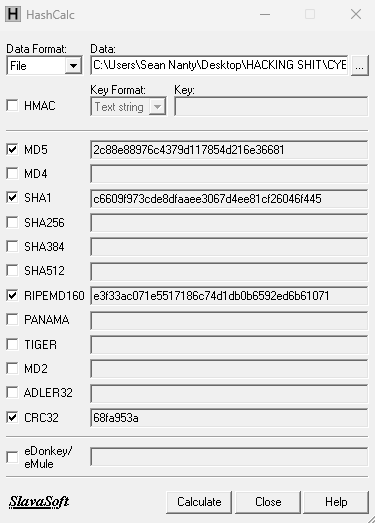 HashCalc
Data Format: Data:
File C:\Users\Sean Nanty\Desktop\HACKING SHIT\CYE ...
Key Format: Key:
HMAC Text string
MD5 2c88e88976c4379d117854d216e36681
MD4
SHA1 c6609f973cde8dfaaee3067d4ee81cf26046f445
SHA256
SHA384
SHA512
RIPEMD160 e3f33ac071e5517186c74d1db0b6592ed6b61071
PANAMA
TIGER
MD2
ADLER32
CRC32 68fa953a
eDonkey/
eMule
SlavaSoft Calculate Close Help